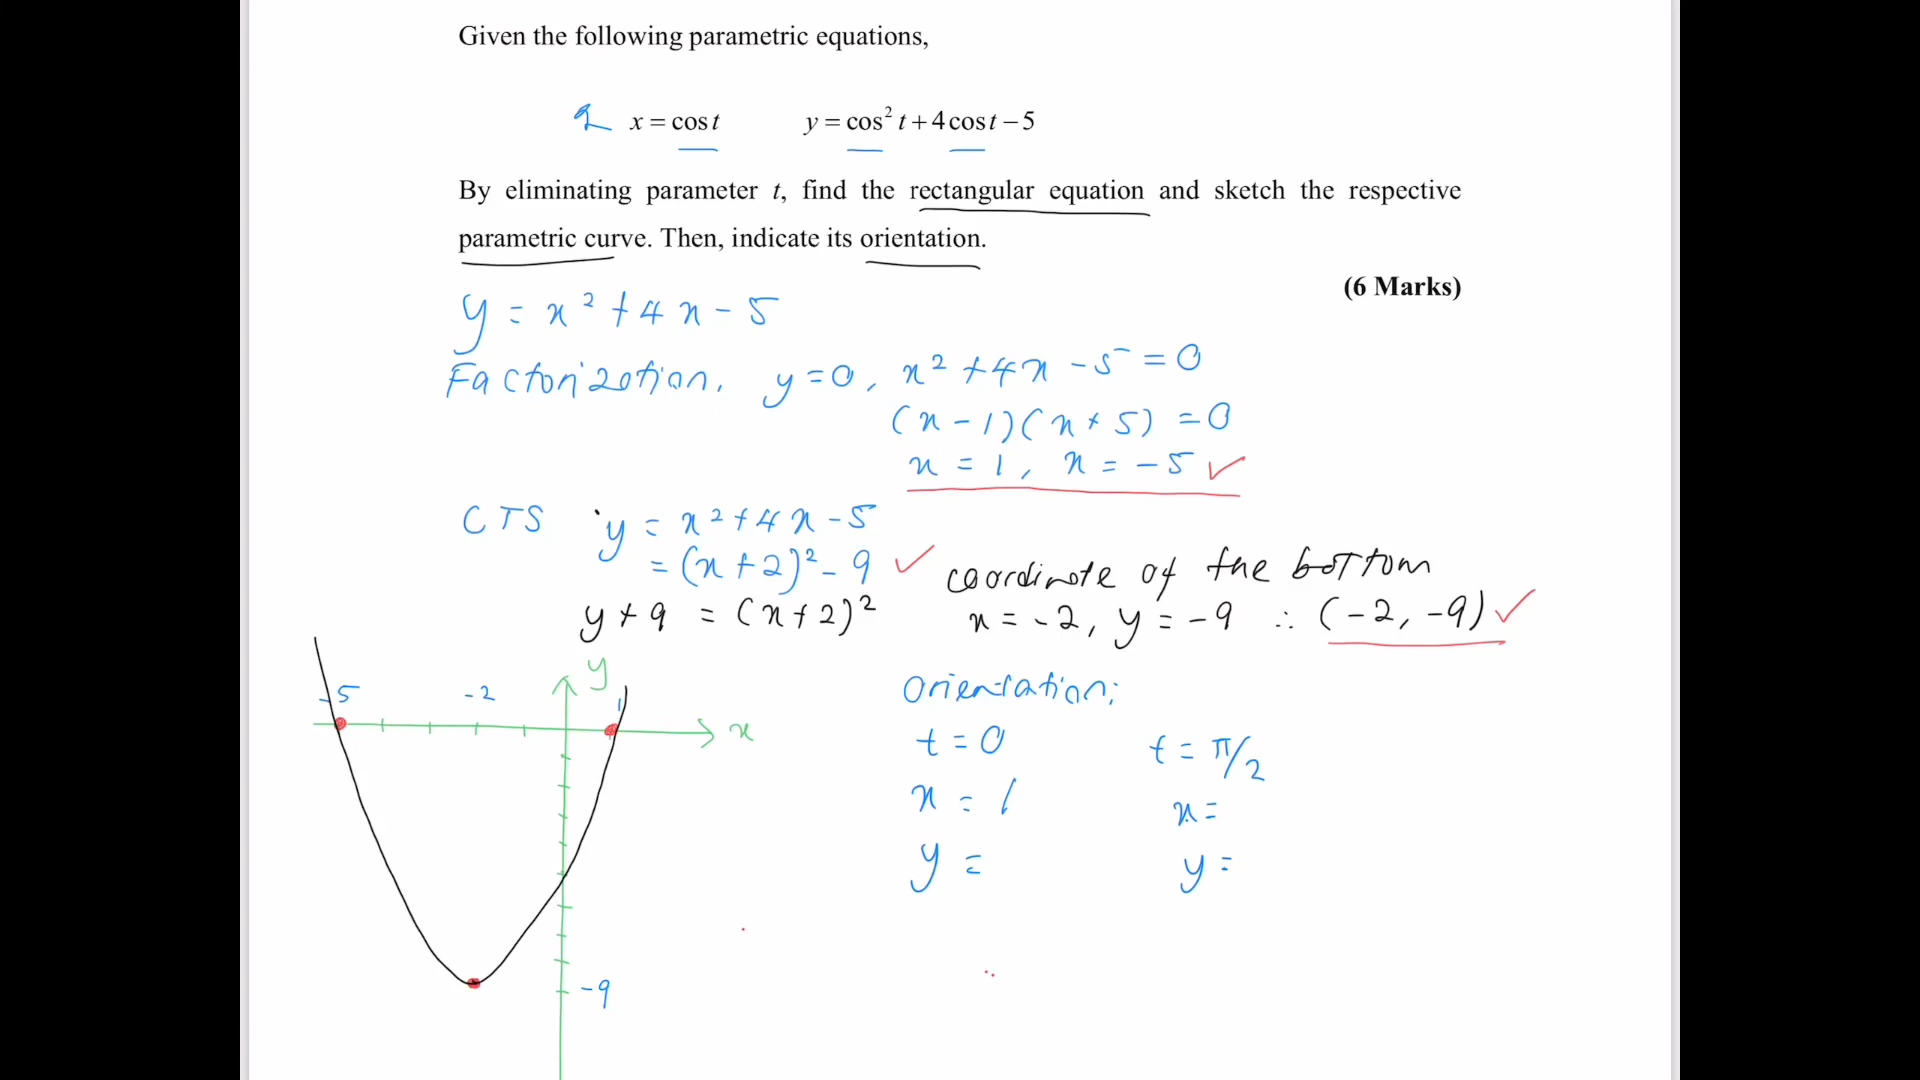 Given the following parametric equations,
x = cos t    y = cos² t + 4 cos t − 5
By eliminating parameter t, find the rectangular equation and sketch the respective
parametric curve. Then, indicate its orientation.
(6 Marks)
y = x² + 4x - 5
Factorization, y = 0, x² + 4x - 5 = 0
(x - 1)(x + 5) = 0
x = 1, x = -5 ✓
CTS y = x² + 4x - 5
= (x + 2)² - 9 ✓
y + 9 = (x + 2)²
coordinate of the bottom
x = -2, y = -9 ∴ (-2, -9) ✓
y
-5 -2 1
x
-9
Orientation;
t = 0    t = π/2
x = 1    x =
y =    y =